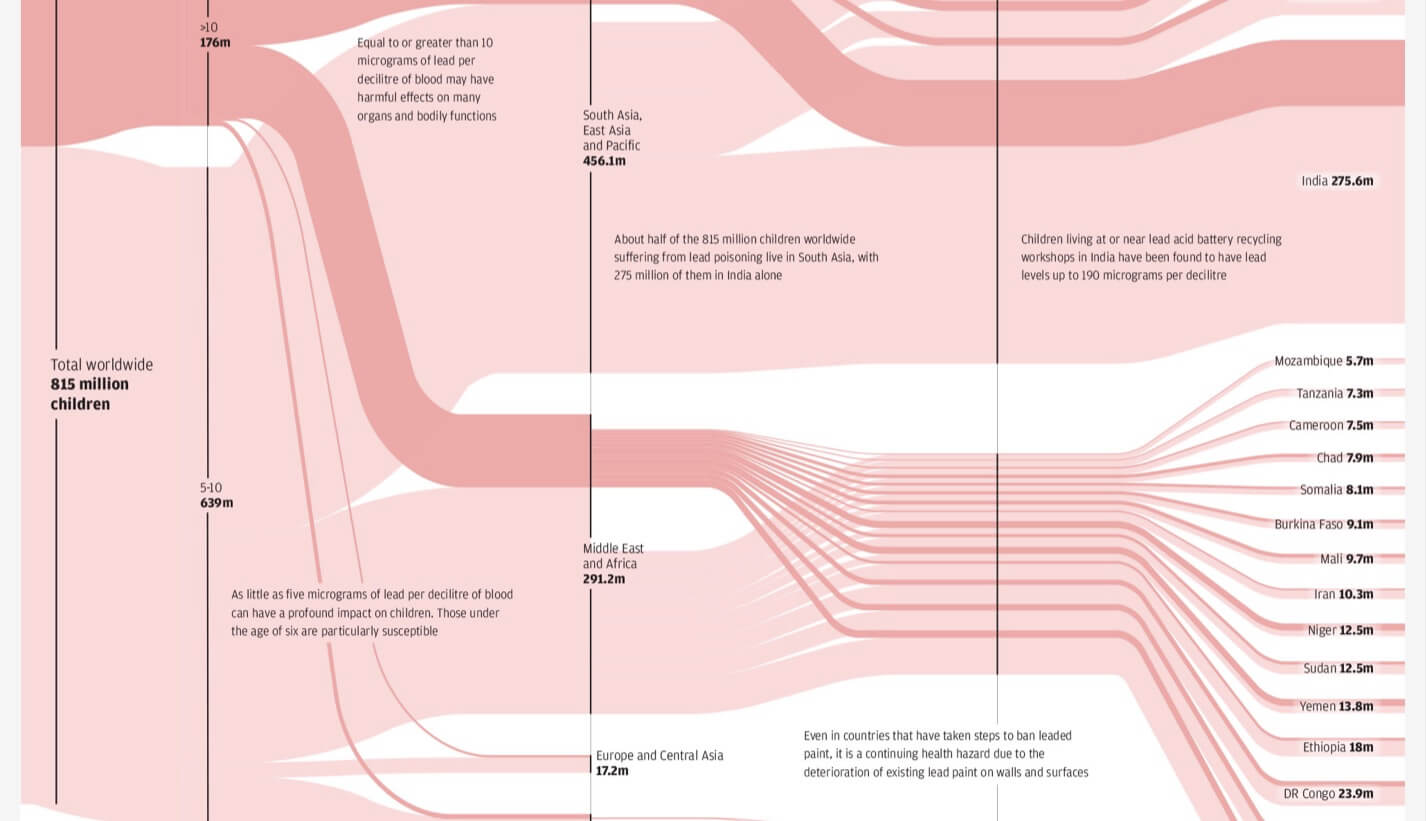 >10
176m
Equal to or greater than 10
micrograms of lead per
decilitre of blood may have
harmful effects on many
organs and bodily functions
South Asia,
East Asia
and Pacific
456.1m
India 275.6m
About half of the 815 million children worldwide
suffering from lead poisoning live in South Asia, with
275 million of them in India alone
Children living at or near lead acid battery recycling
workshops in India have been found to have lead
levels up to 190 micrograms per decilitre
Total worldwide
815 million
children
5-10
639m
As little as five micrograms of lead per decilitre of blood
can have a profound impact on children. Those under
the age of six are particularly susceptible
Middle East
and Africa
291.2m
Europe and Central Asia
17.2m
Even in countries that have taken steps to ban leaded
paint, it is a continuing health hazard due to the
deterioration of existing lead paint on walls and surfaces
Mozambique 5.7m
Tanzania 7.3m
Cameroon 7.5m
Chad 7.9m
Somalia 8.1m
Burkina Faso 9.1m
Mali 9.7m
Iran 10.3m
Niger 12.5m
Sudan 12.5m
Yemen 13.8m
Ethiopia 18m
DR Congo 23.9m